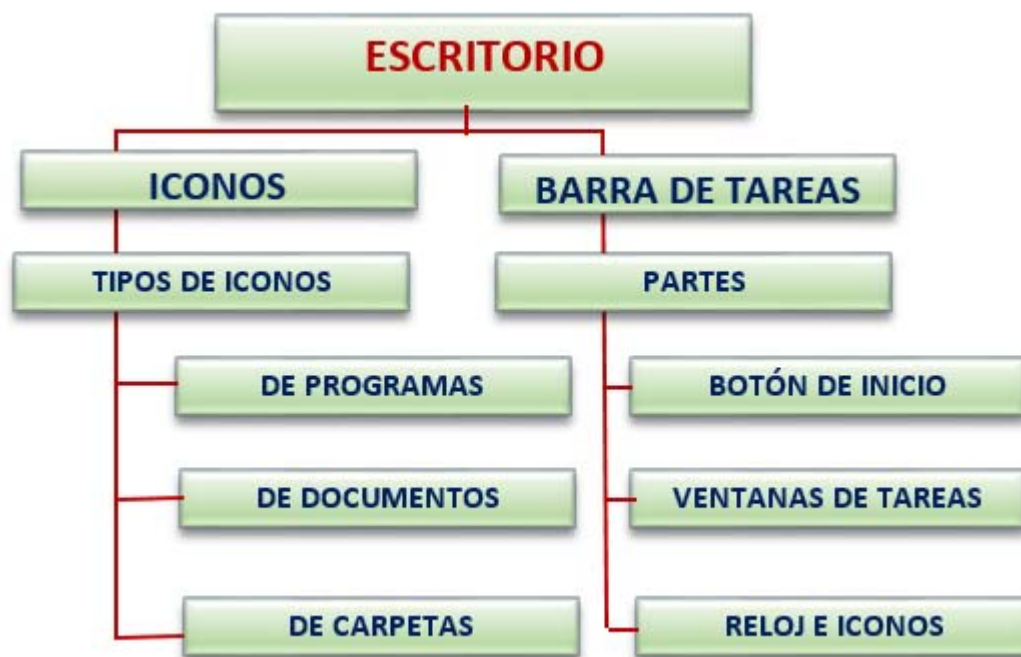 ESCRITORIO
ICONOS
BARRA DE TAREAS
TIPOS DE ICONOS
PARTES
DE PROGRAMAS
BOTÓN DE INICIO
DE DOCUMENTOS
VENTANAS DE TAREAS
DE CARPETAS
RELOJ E ICONOS